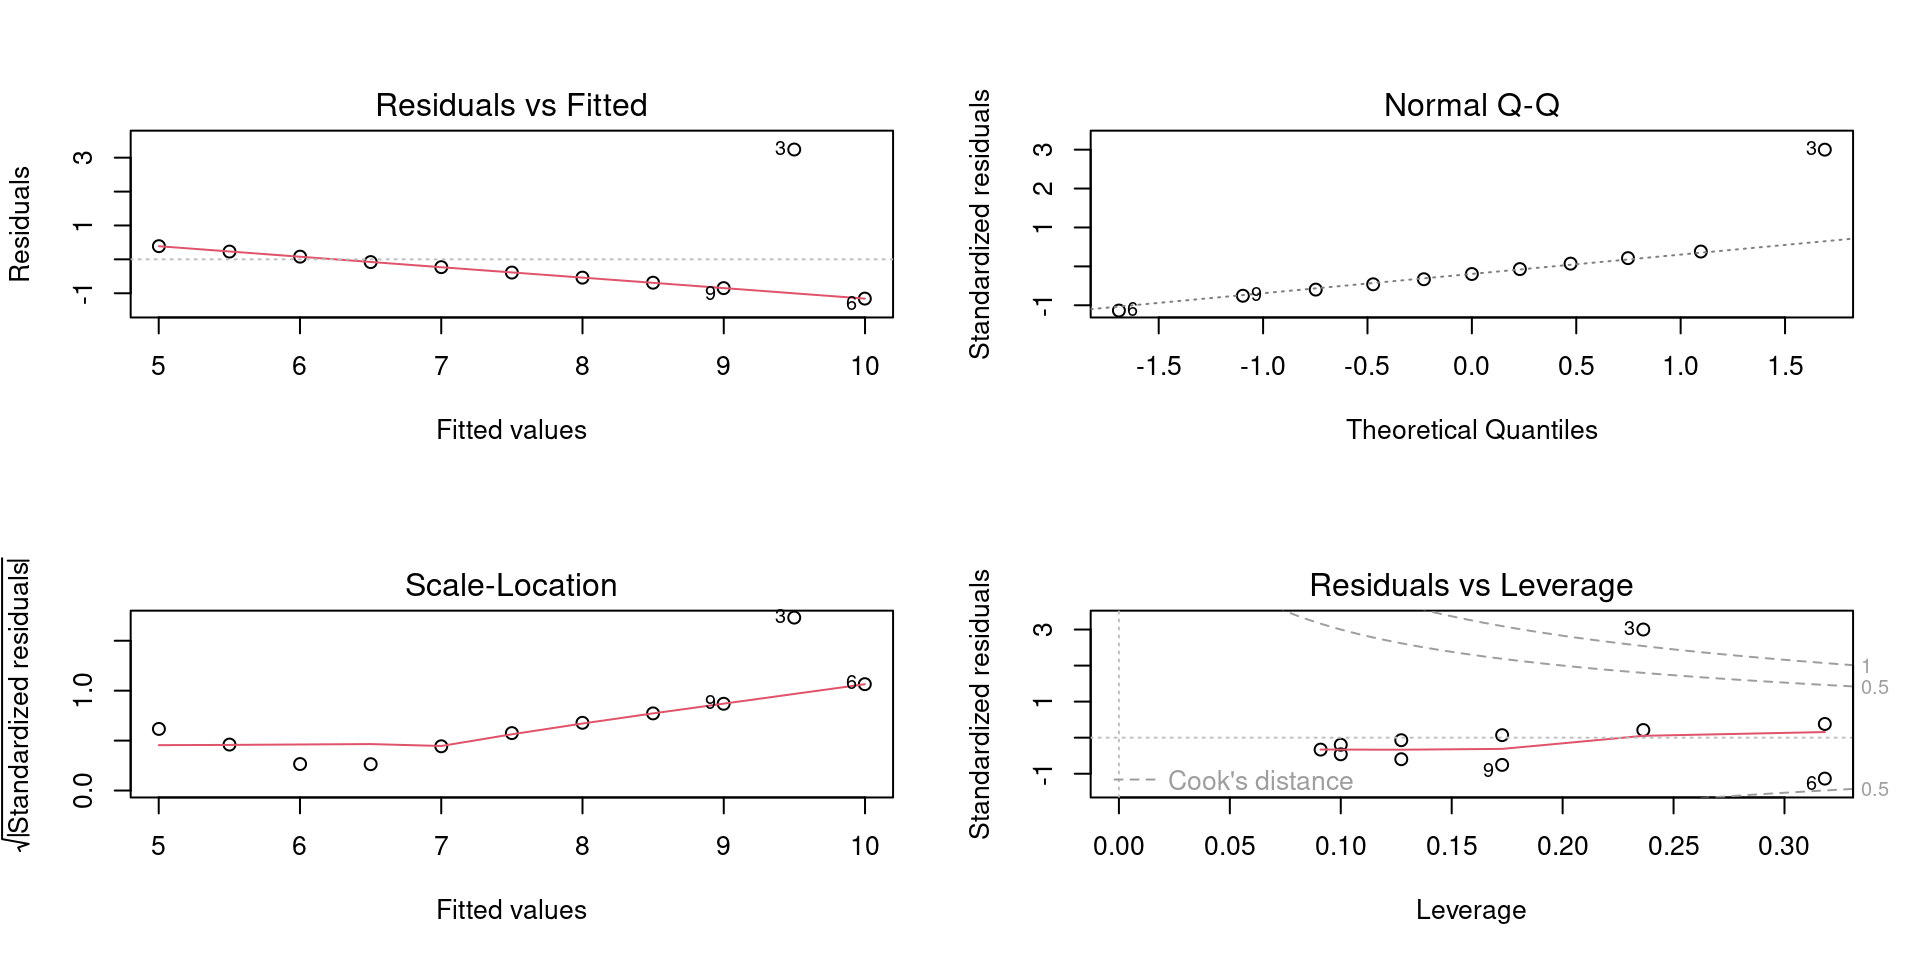 Residuals vs Fitted
Residuals
3
1
-1
3
9
6
5 6 7 8 9 10
Fitted values
Normal Q-Q
Standardized residuals
3
2
1
-1
3
9
6
-1.5 -1.0 -0.5 0.0 0.5 1.0 1.5
Theoretical Quantiles
Scale-Location
√|Standardized residuals|
1.0
0.0
3
6
9
5 6 7 8 9 10
Fitted values
Residuals vs Leverage
Standardized residuals
3
1
-1
3
1
0.5
9
6
0.5
Cook's distance
0.00 0.05 0.10 0.15 0.20 0.25 0.30
Leverage